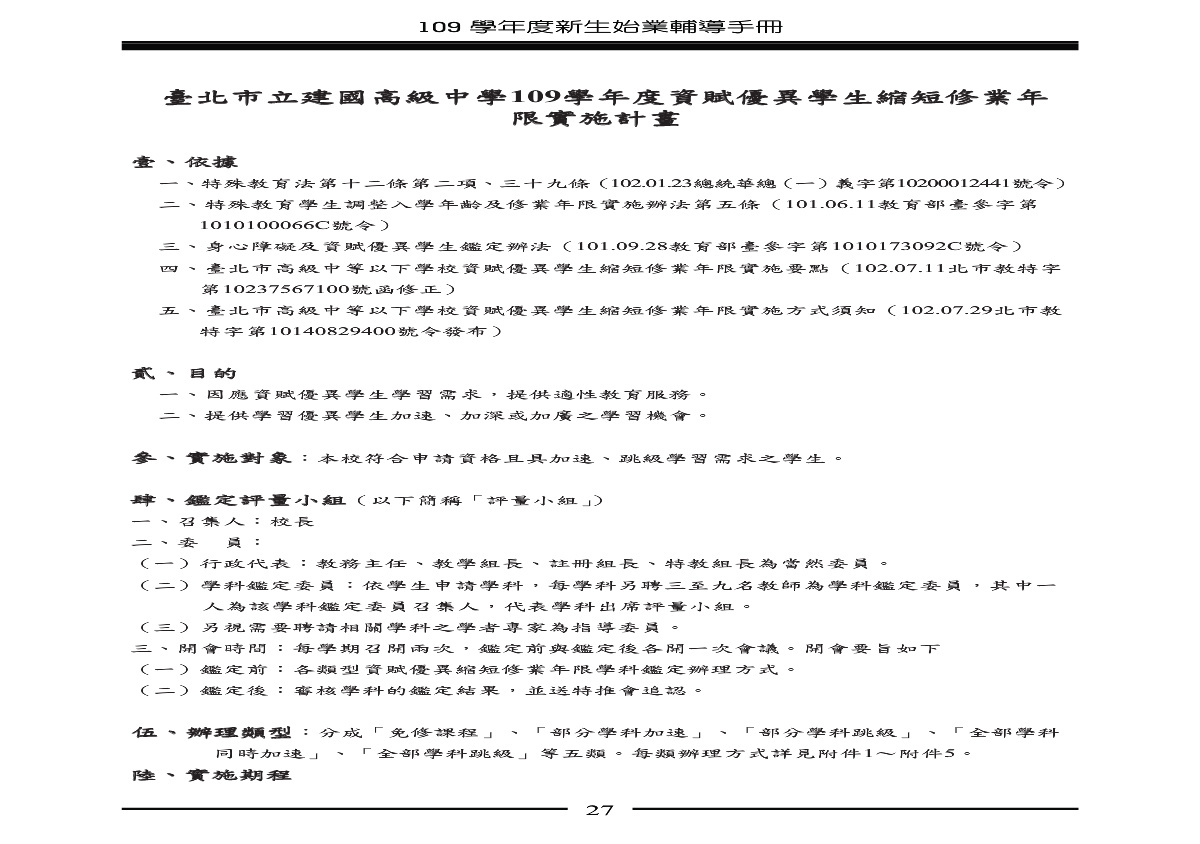 109 學年度新生始業輔導手冊
臺北市立建國高級中學109學年度資賦優異學生縮短修業年
限實施計畫
壹、依據
一、特殊教育法第十二條第二項、三十九條（102.01.23總統華總（一）義字第10200012441號令）
二、特殊教育學生調整入學年齡及修業年限實施辦法第五條（101.06.11教育部臺參字第
1010100066C號令）
三、身心障礙及資賦優異學生鑑定辦法（101.09.28教育部臺參字第1010173092C號令）
四、臺北市高級中等以下學校資賦優異學生縮短修業年限實施要點（102.07.11北市教特字
第10237567100號函修正）
五、臺北市高級中等以下學校資賦優異學生縮短修業年限實施方式須知（102.07.29北市教
特字第10140829400號令發布）
貳、目的
一、因應資賦優異學生學習需求，提供適性教育服務。
二、提供學習優異學生加速、加深或加廣之學習機會。
參、實施對象：本校符合申請資格且具加速、跳級學習需求之學生。
肆、鑑定評量小組（以下簡稱「評量小組」）
一、召集人：校長
二、委　員：
（一）行政代表：教務主任、教學組長、註冊組長、特教組長為當然委員。
（二）學科鑑定委員：依學生申請學科，每學科另聘三至九名教師為學科鑑定委員，其中一
人為該學科鑑定委員召集人，代表學科出席評量小組。
（三）另視需要聘請相關學科之學者專家為指導委員。
三、開會時間：每學期召開兩次，鑑定前與鑑定後各開一次會議。開會要旨如下
（一）鑑定前：各類型資賦優異縮短修業年限學科鑑定辦理方式。
（二）鑑定後：審核學科的鑑定結果，並送特推會追認。
伍、辦理類型：分成「免修課程」、「部分學科加速」、「部分學科跳級」、「全部學科
同時加速」、「全部學科跳級」等五類。每類辦理方式詳見附件1～附件5。
陸、實施期程
27